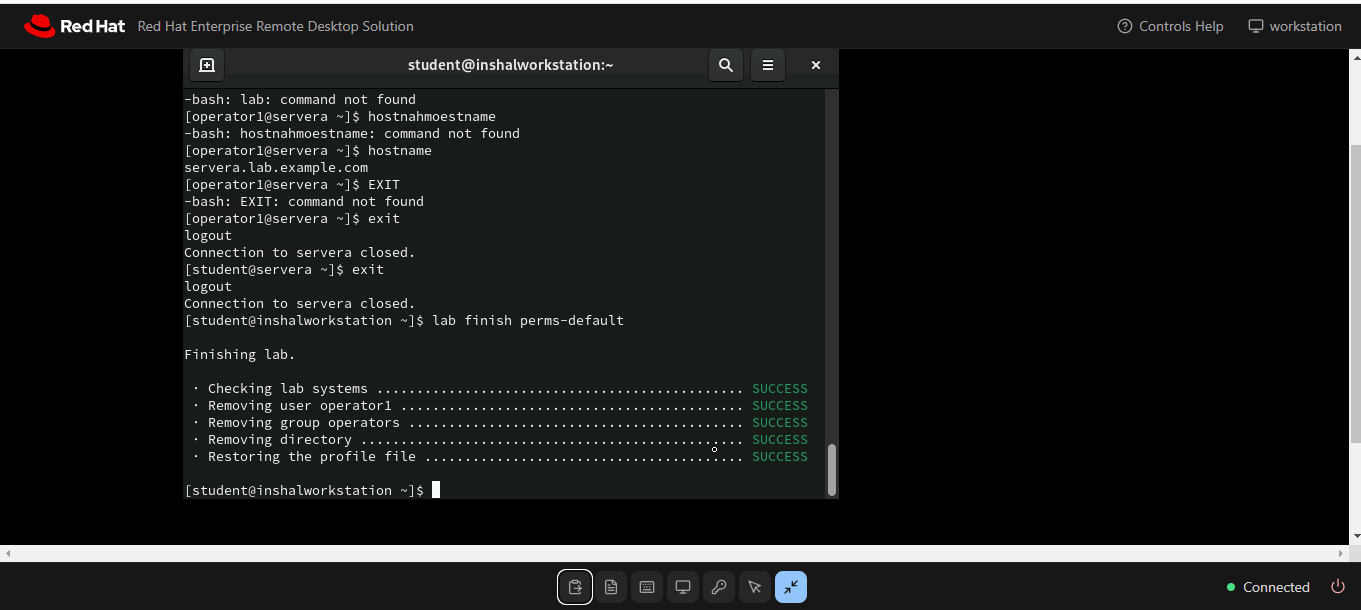 Red Hat Red Hat Enterprise Remote Desktop Solution Controls Help workstation
student@inshalworkstation:~
-bash: lab: command not found
[operator1@servera ~]$ hostnahmoestname
-bash: hostnahmoestname: command not found
[operator1@servera ~]$ hostname
servera.lab.example.com
[operator1@servera ~]$ EXIT
-bash: EXIT: command not found
[operator1@servera ~]$ exit
logout
Connection to servera closed.
[student@servera ~]$ exit
logout
Connection to servera closed.
[student@inshalworkstation ~]$ lab finish perms-default
Finishing lab.
· Checking lab systems .............................................. SUCCESS
· Removing user operator1 ........................................... SUCCESS
· Removing group operators .......................................... SUCCESS
· Removing directory ................................................ SUCCESS
· Restoring the profile file ........................................ SUCCESS
[student@inshalworkstation ~]$
Connected